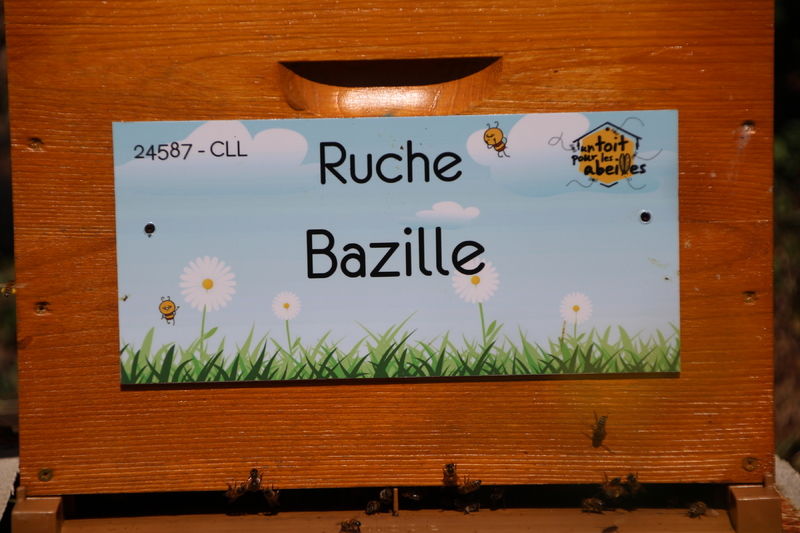 24587 - CLL
Ruche
Bazille
un toit
pour les
abeilles